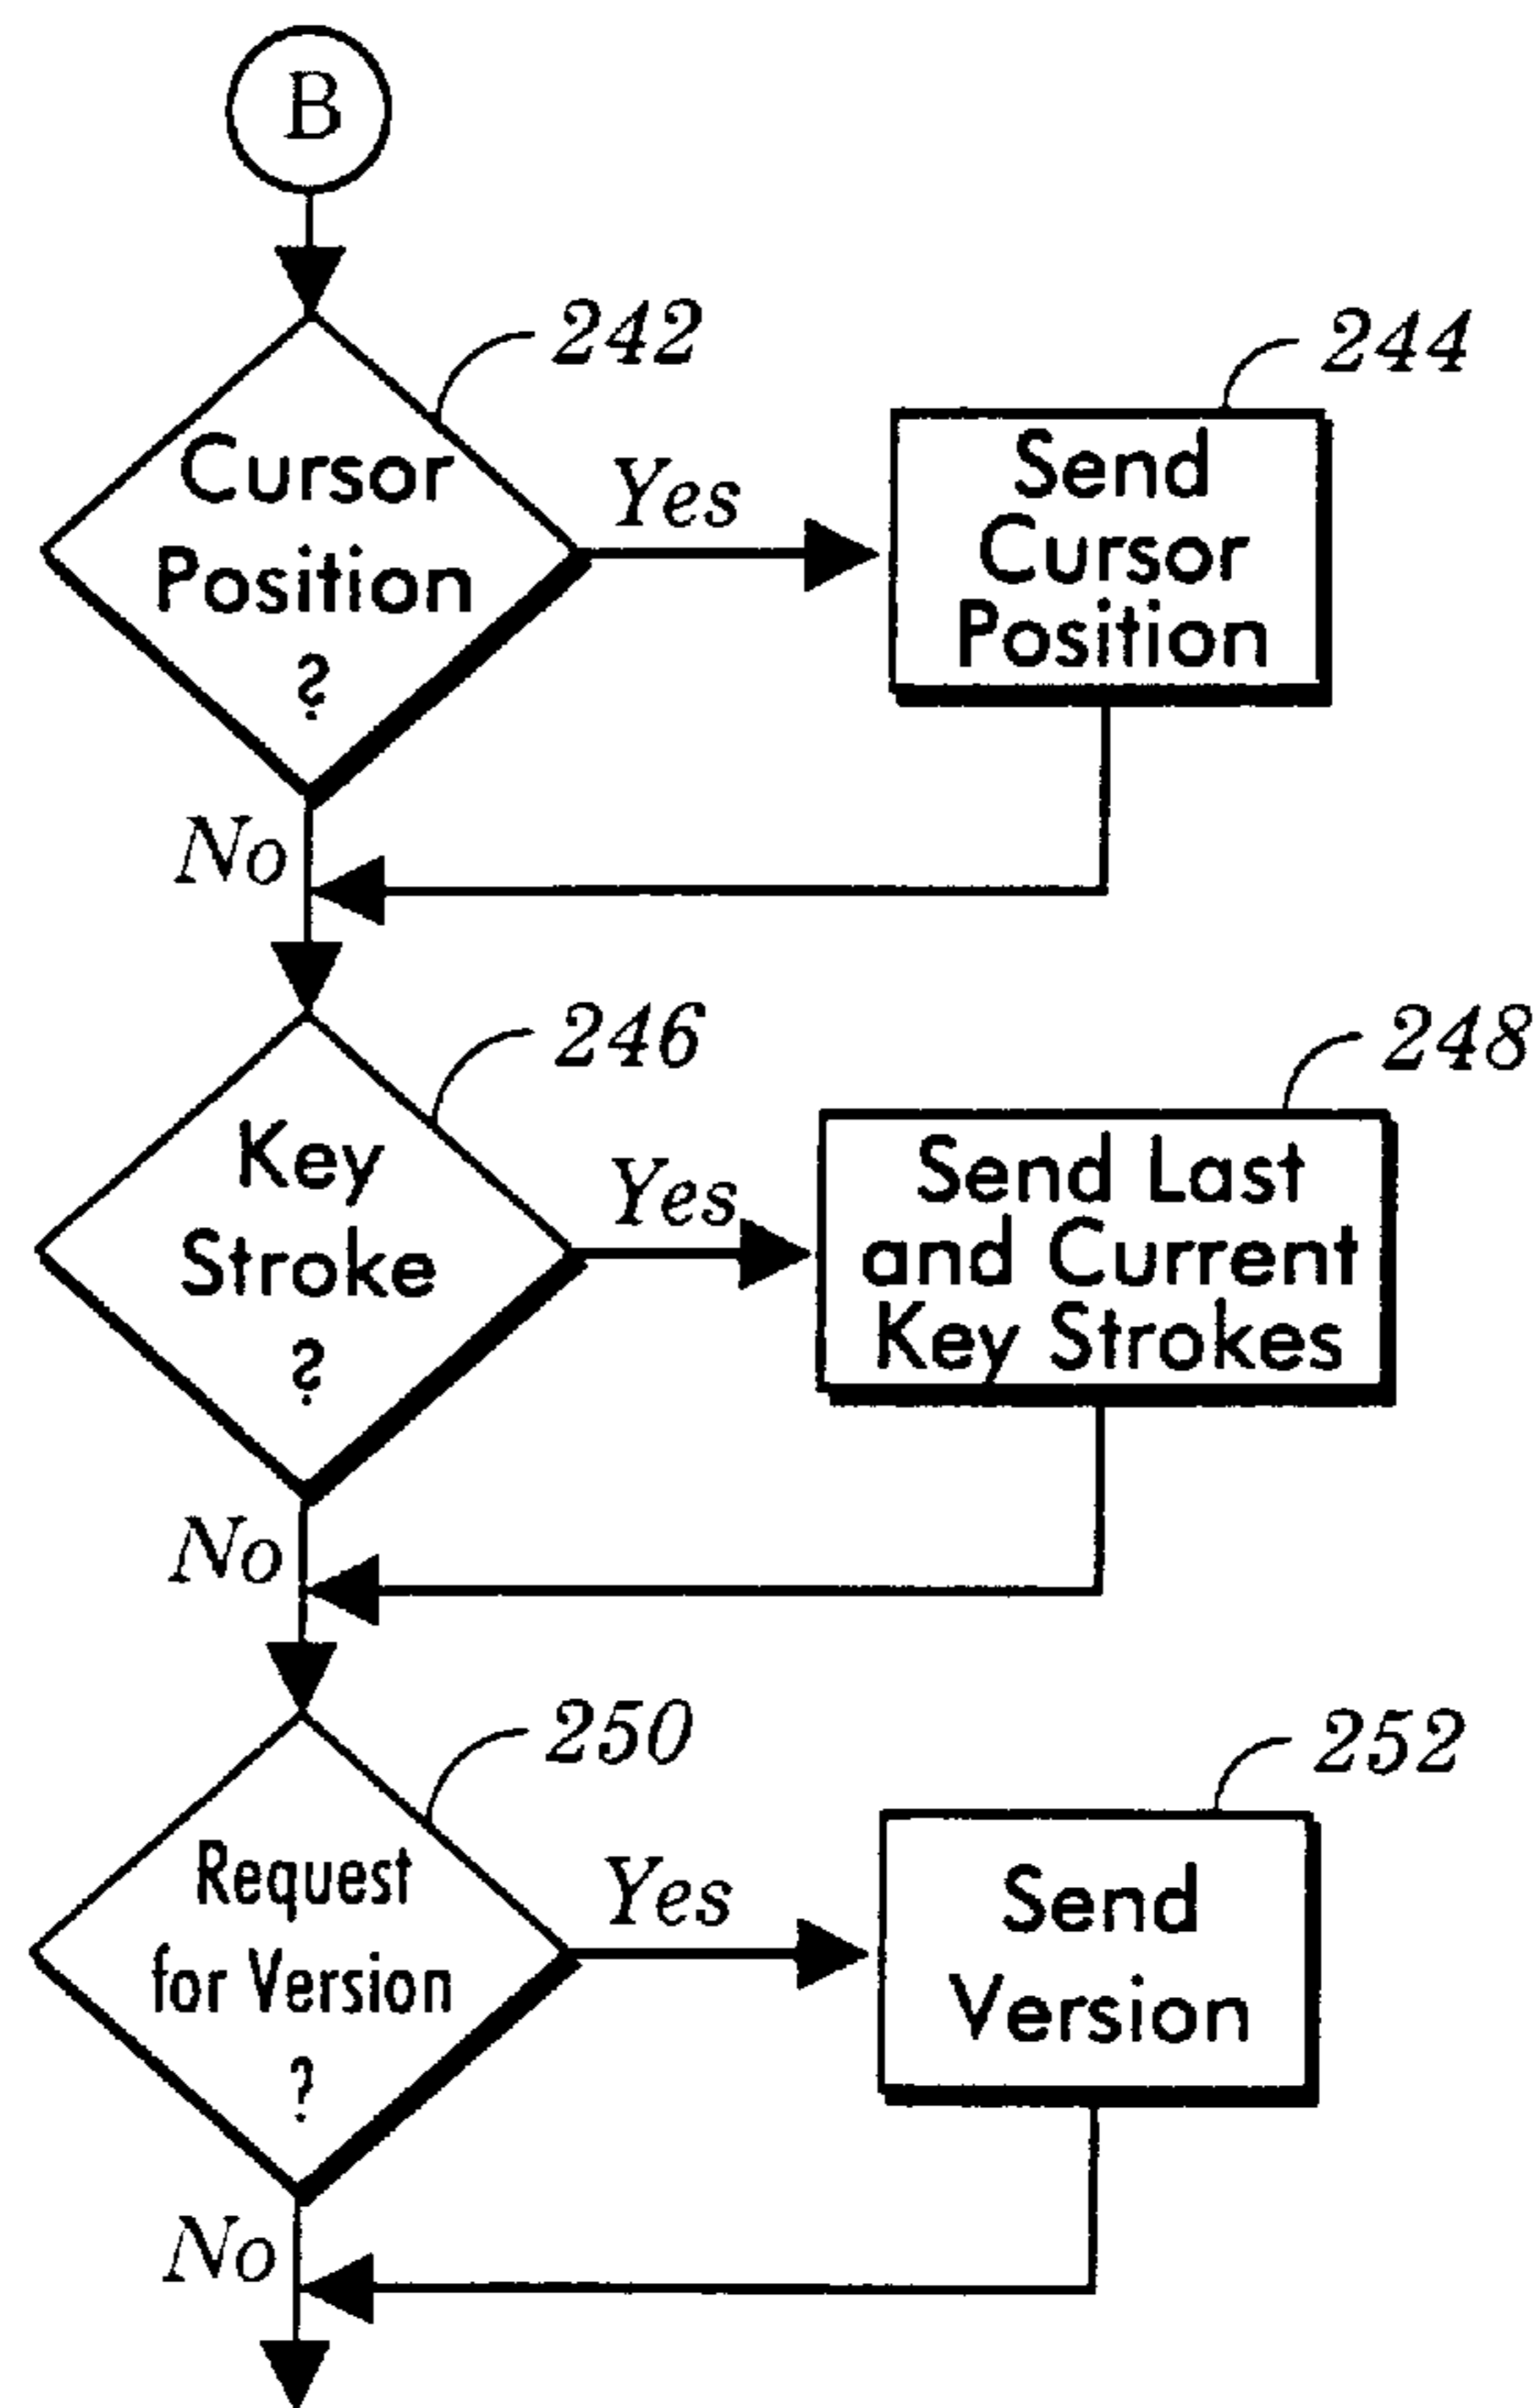 B
242
Cursor
Position
?
Yes
244
Send
Cursor
Position
No
246
Key
Stroke
?
Yes
248
Send Last
and Current
Key Strokes
No
250
Request
for Version
?
Yes
252
Send
Version
No